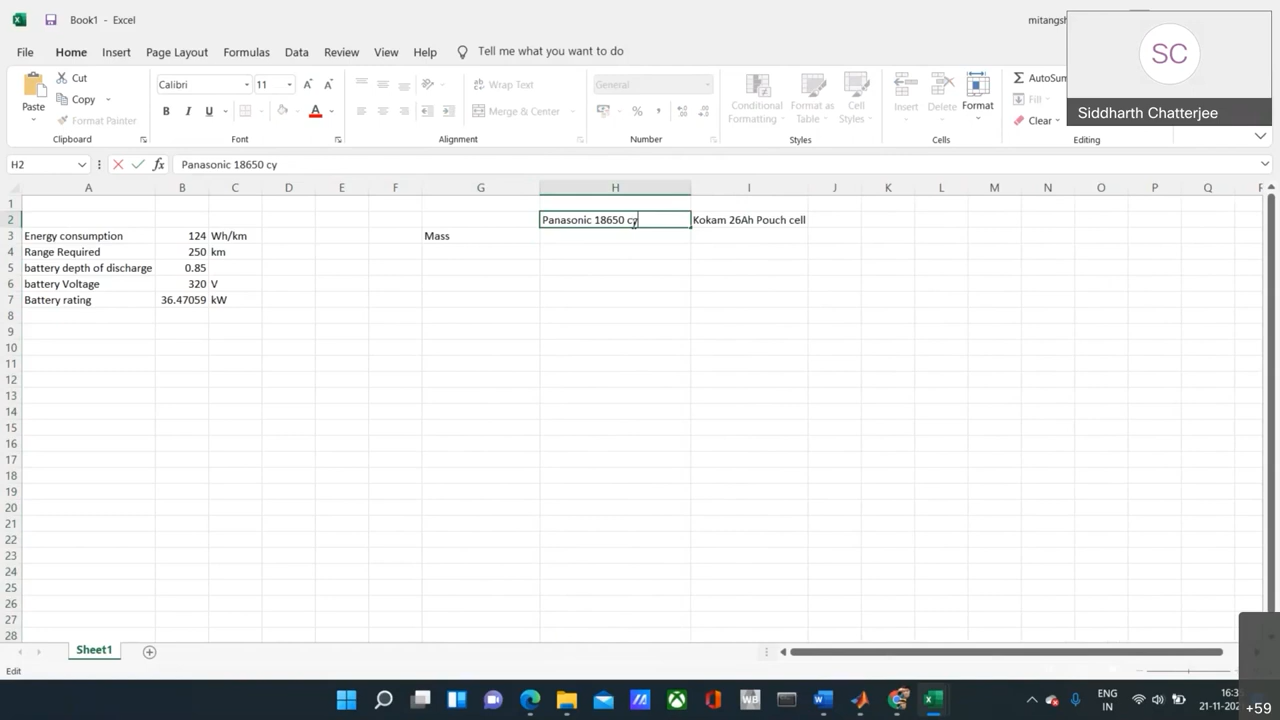 Book1 - Excel
mitangsh
SC
Siddharth Chatterjee
File Home Insert Page Layout Formulas Data Review View Help Tell me what you want to do
Paste
Cut
Copy
Format Painter
Clipboard
Calibri 11
B I U
A
Font
Wrap Text
Merge & Center
Alignment
General
Number
Conditional Formatting
Format as Table
Cell Styles
Styles
Insert Delete Format
Cells
AutoSum
Fill
Clear
Editing
H2
fx
Panasonic 18650 cy
A B C D E F G H I J K L M N O P Q
1
2 Panasonic 18650 cy Kokam 26Ah Pouch cell
3 Energy consumption 124 Wh/km Mass
4 Range Required 250 km
5 battery depth of discharge 0.85
6 battery Voltage 320 V
7 Battery rating 36.47059 kW
8
9
10
11
12
13
14
15
16
17
18
19
20
21
22
23
24
25
26
27
28
Sheet1
Edit
ENG
IN
16:3
21-11-202
+59